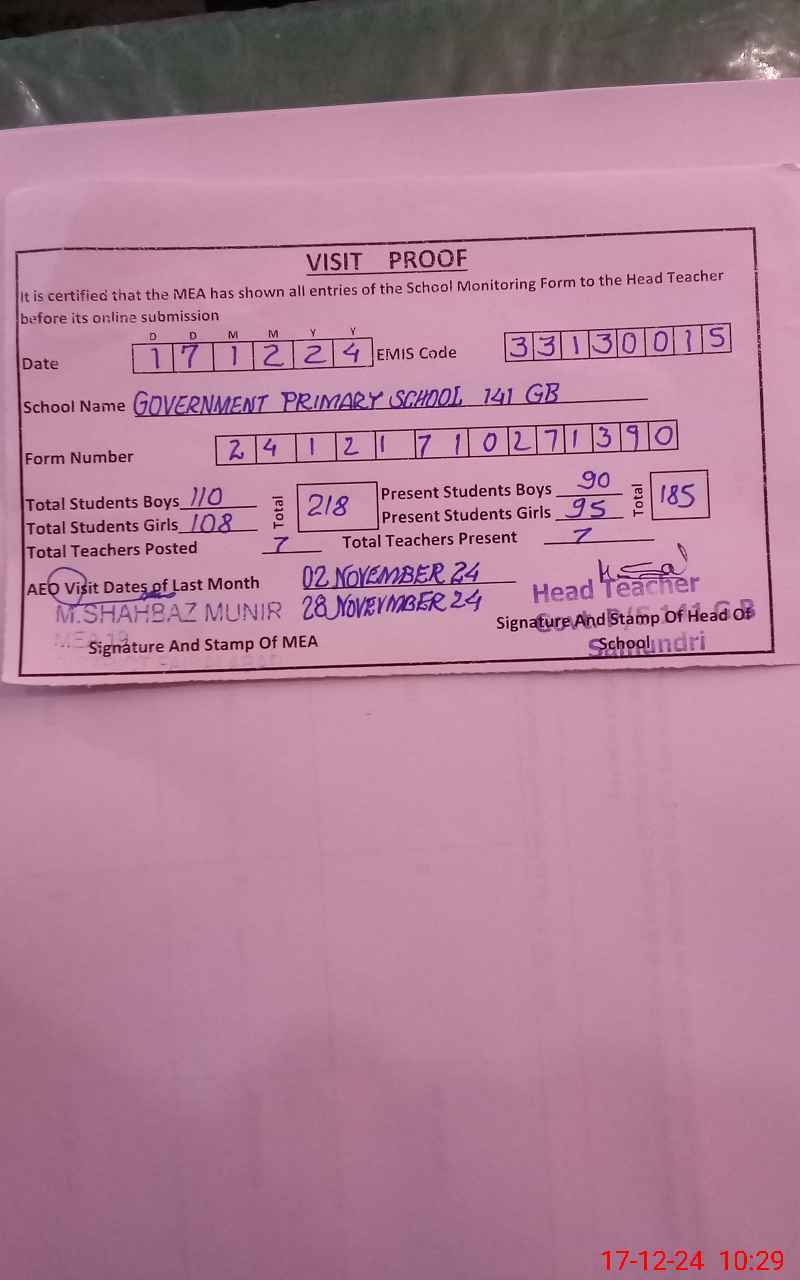 VISIT PROOF
It is certified that the MEA has shown all entries of the School Monitoring Form to the Head Teacher
before its online submission
D D M M Y Y
Date 1 7 1 2 2 4 EMIS Code 3 3 1 3 0 0 1 5
School Name GOVERNMENT PRIMARY SCHOOL 141 GB
Form Number 2 4 1 2 1 7 1 0 2 7 1 3 9 0
Total Students Boys 110 Total 218 Present Students Boys 90 Total 185
Total Students Girls 108 Present Students Girls 95
Total Teachers Posted 7 Total Teachers Present 7
AEO Visit Dates of Last Month 02 NOVEMBER 24
28 NOVEVMBER 24
M.SHAHBAZ MUNIR
Signature And Stamp Of MEA
Head Teacher
141 G.B
Signature And Stamp Of Head Of
School
Samundri
17-12-24 10:29